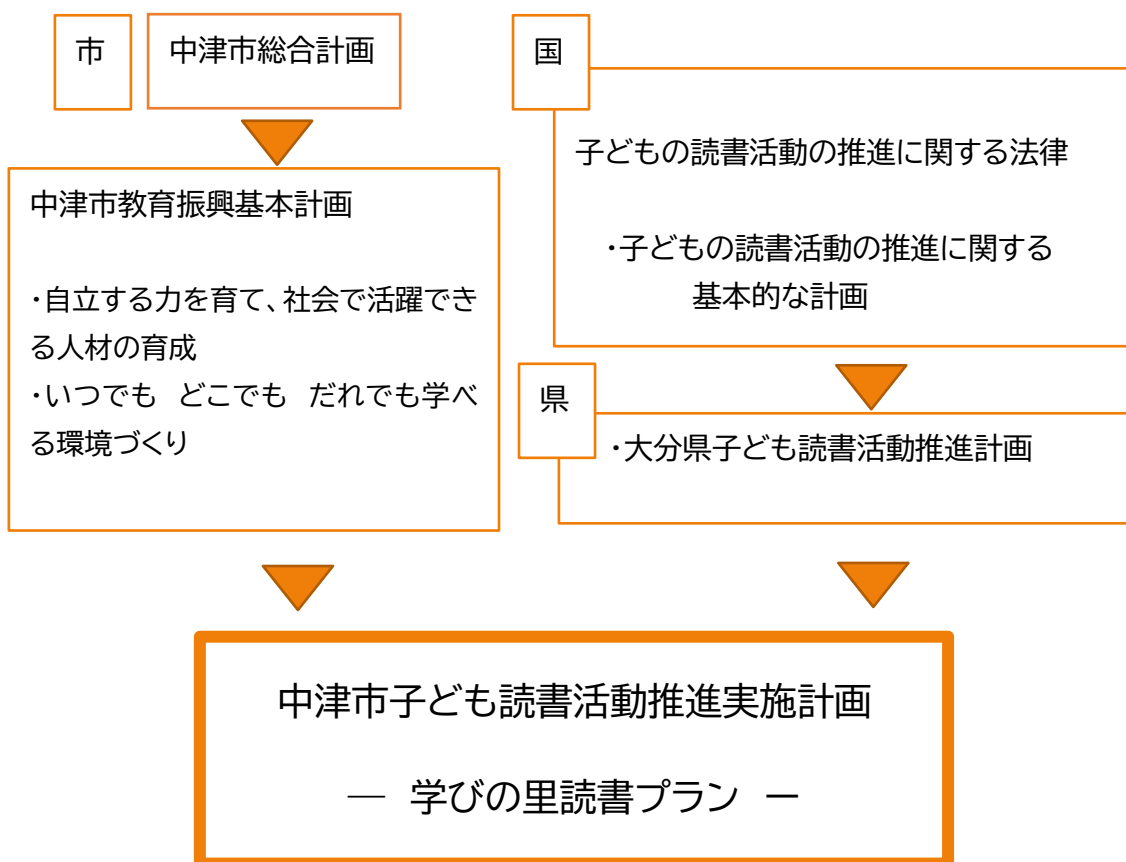 市
中津市総合計画
中津市教育振興基本計画
・自立する力を育て、社会で活躍でき
る人材の育成
・いつでも　どこでも　だれでも学べ
る環境づくり
国
子どもの読書活動の推進に関する法律
・子どもの読書活動の推進に関する
基本的な計画
県
・大分県子ども読書活動推進計画
中津市子ども読書活動推進実施計画
―　学びの里読書プラン　ー